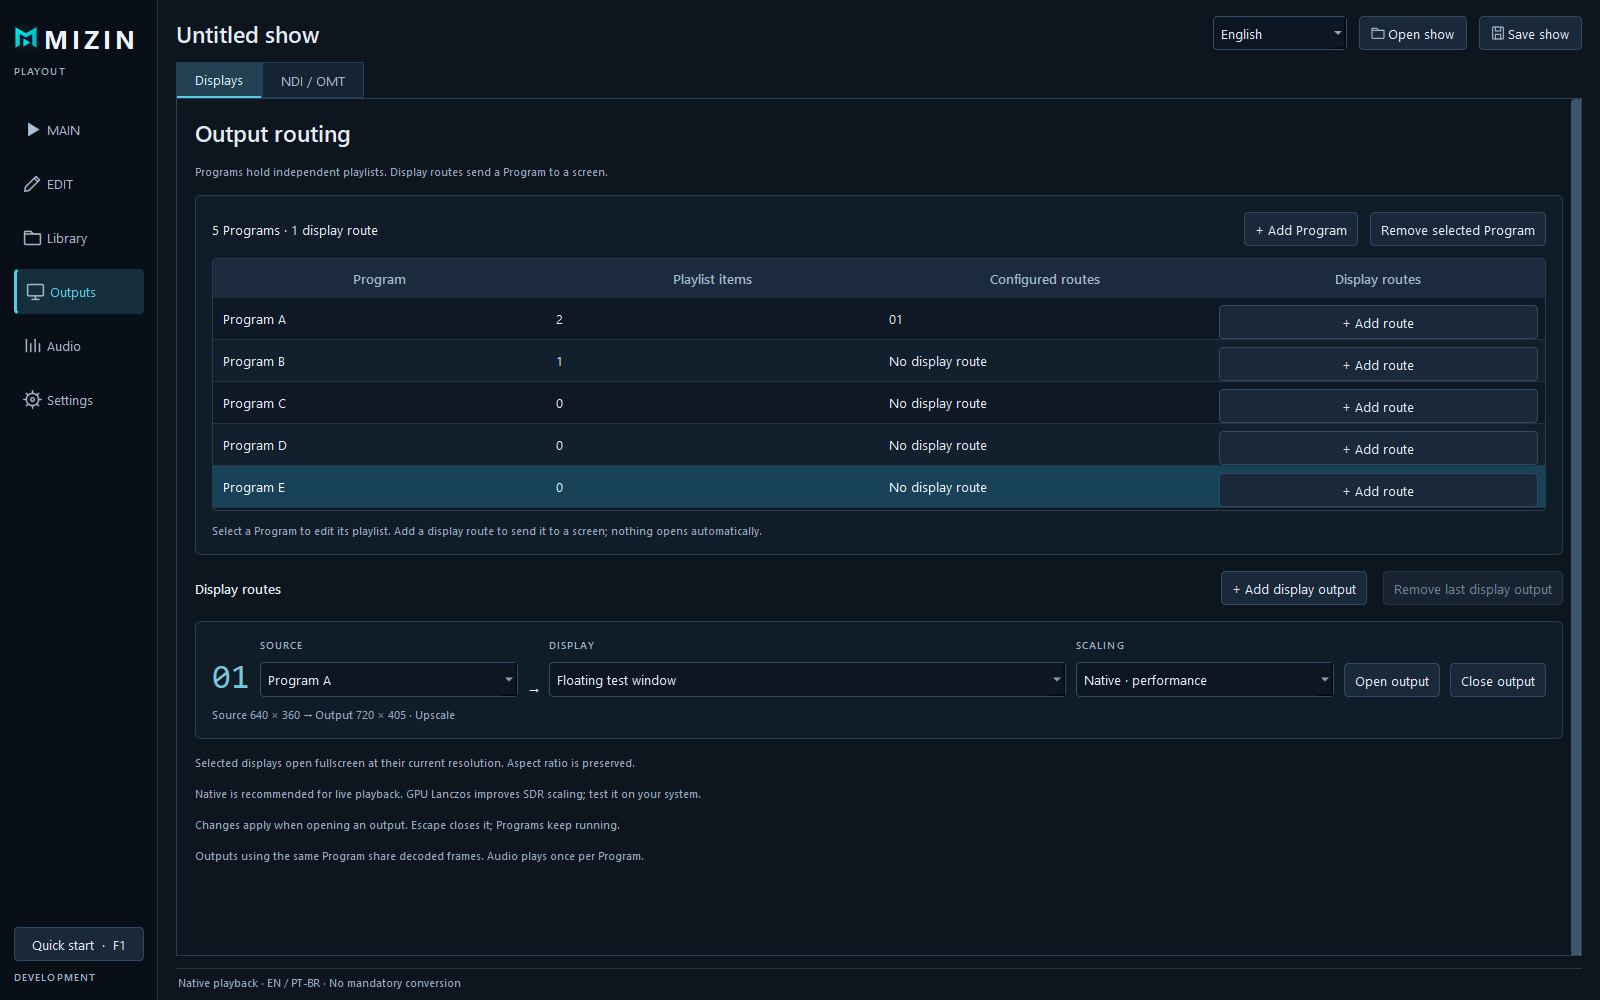 MIZIN
PLAYOUT
MAIN
EDIT
Library
Outputs
Audio
Settings
Quick start · F1
DEVELOPMENT
Untitled show
English
Open show
Save show
Displays
NDI / OMT
Output routing
Programs hold independent playlists. Display routes send a Program to a screen.
5 Programs · 1 display route
+ Add Program
Remove selected Program
Program Playlist items Configured routes Display routes
Program A 2 01 + Add route
Program B 1 No display route + Add route
Program C 0 No display route + Add route
Program D 0 No display route + Add route
Program E 0 No display route + Add route
Select a Program to edit its playlist. Add a display route to send it to a screen; nothing opens automatically.
Display routes
+ Add display output
Remove last display output
SOURCE DISPLAY SCALING
01 Program A → Floating test window Native · performance Open output Close output
Source 640 × 360 → Output 720 × 405 · Upscale
Selected displays open fullscreen at their current resolution. Aspect ratio is preserved.
Native is recommended for live playback. GPU Lanczos improves SDR scaling; test it on your system.
Changes apply when opening an output. Escape closes it; Programs keep running.
Outputs using the same Program share decoded frames. Audio plays once per Program.
Native playback · EN / PT-BR · No mandatory conversion